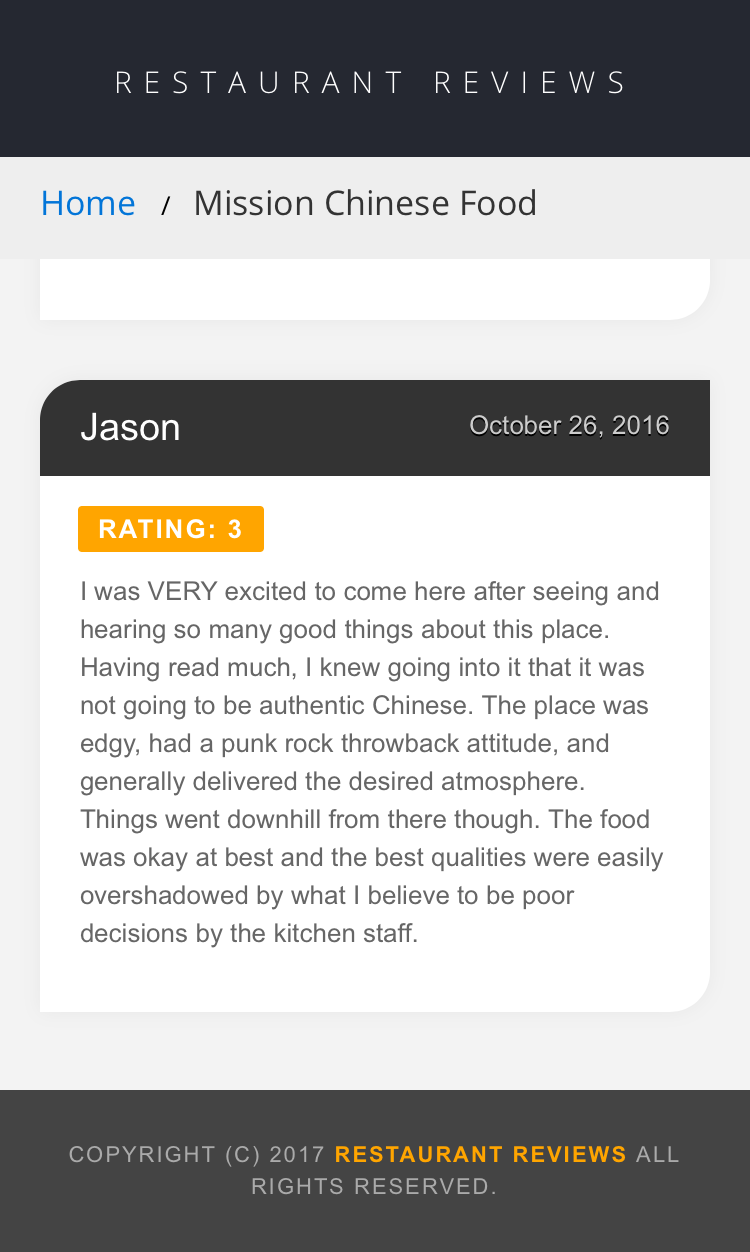 RESTAURANT REVIEWS
Home / Mission Chinese Food
Jason October 26, 2016
RATING: 3
I was VERY excited to come here after seeing and
hearing so many good things about this place.
Having read much, I knew going into it that it was
not going to be authentic Chinese. The place was
edgy, had a punk rock throwback attitude, and
generally delivered the desired atmosphere.
Things went downhill from there though. The food
was okay at best and the best qualities were easily
overshadowed by what I believe to be poor
decisions by the kitchen staff.
COPYRIGHT (C) 2017 RESTAURANT REVIEWS ALL
RIGHTS RESERVED.